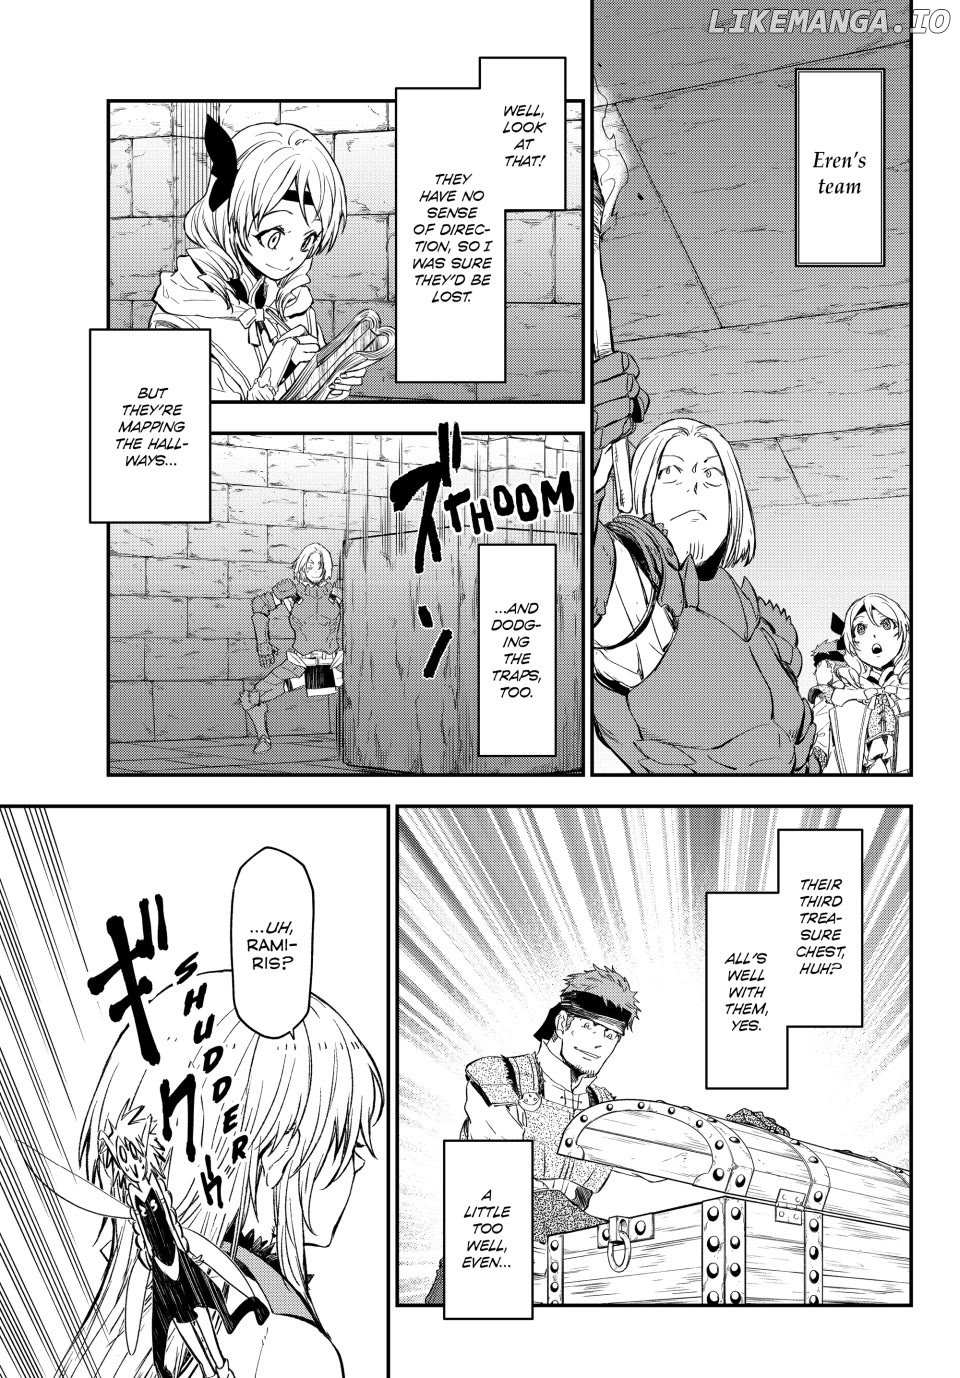 LIKEMANGA.IO
Eren's
team
WELL,
LOOK
AT
THAT!
THEY
HAVE NO
SENSE
OF DIREC-
TION, SO I
WAS SURE
THEY'D BE
LOST.
BUT
THEY'RE
MAPPING
THE HALL-
WAYS...
ズン
THOOM
...AND
DODG-
ING
THE
TRAPS,
TOO.
THEIR
THIRD
TREA-
SURE
CHEST,
HUH?
ALL'S
WELL
WITH
THEM,
YES.
A
LITTLE
TOO
WELL,
EVEN...
...UH,
RAMI-
RIS?
ギクッ
SHUDDER